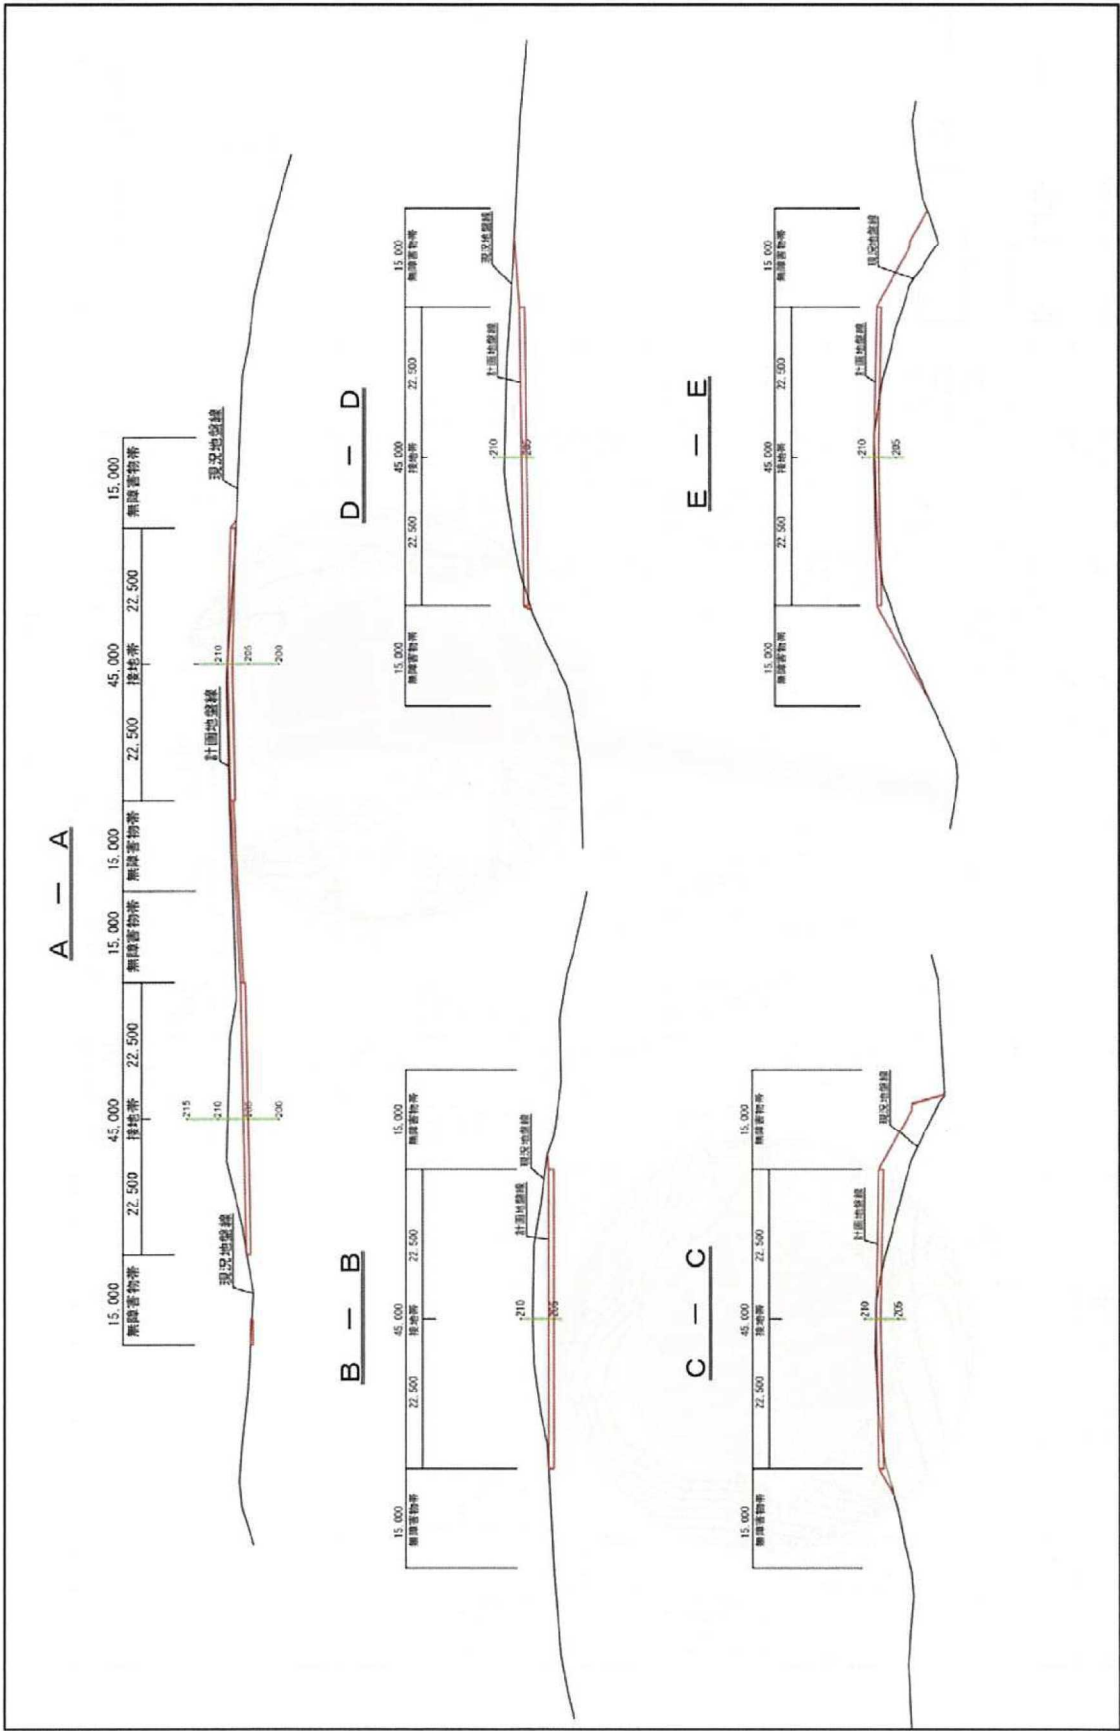 A － A
15,000 45,000 15,000 15,000 45,000 15,000
無障害物帯 接地帯 無障害物帯 無障害物帯 接地帯 無障害物帯
22.500 22.500 22.500 22.500
現況地盤線
計画地盤線
現況地盤線
215
210
205
200
210
205
200
B － B
15,000 45,000 15,000
無障害物帯 接地帯 無障害物帯
22.500 22.500
計画地盤線
現況地盤線
210
205
D － D
15,000 45,000 15,000
無障害物帯 接地帯 無障害物帯
22.500 22.500
計画地盤線
現況地盤線
210
205
C － C
15,000 45,000 15,000
無障害物帯 接地帯 無障害物帯
22.500 22.500
計画地盤線
現況地盤線
210
205
E － E
15,000 45,000 15,000
無障害物帯 接地帯 無障害物帯
22.500 22.500
計画地盤線
現況地盤線
210
205